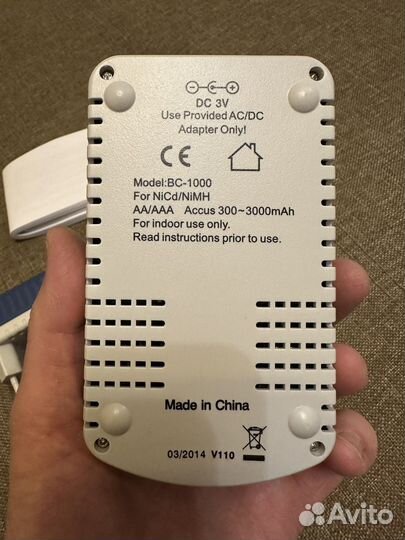 DC 3V
Use Provided AC/DC
Adapter Only!
CE
Model:BC-1000
For NiCd/NiMH
AA/AAA Accus 300~3000mAh
For indoor use only.
Read instructions prior to use.
Made in China
03/2014 V110
Avito